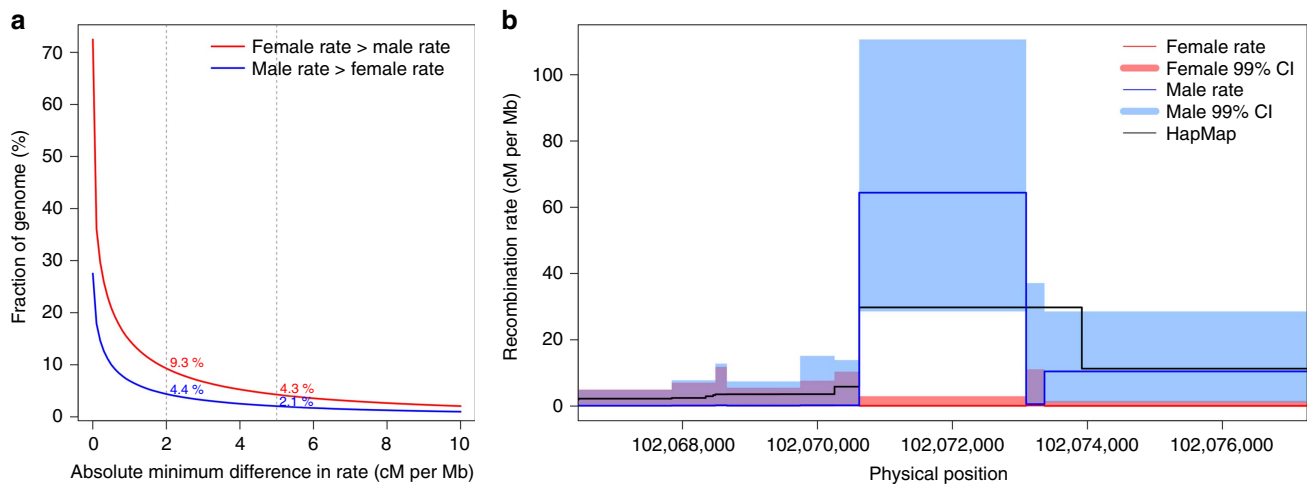 a
Fraction of genome (%)
70
60
50
40
30
20
10
0
Female rate > male rate
Male rate > female rate
9.3 %
4.4 %
4.3 %
2.1 %
0 2 4 6 8 10
Absolute minimum difference in rate (cM per Mb)
b
Recombination rate (cM per Mb)
100
80
60
40
20
0
Female rate
Female 99% CI
Male rate
Male 99% CI
HapMap
102,068,000 102,070,000 102,072,000 102,074,000 102,076,000
Physical position